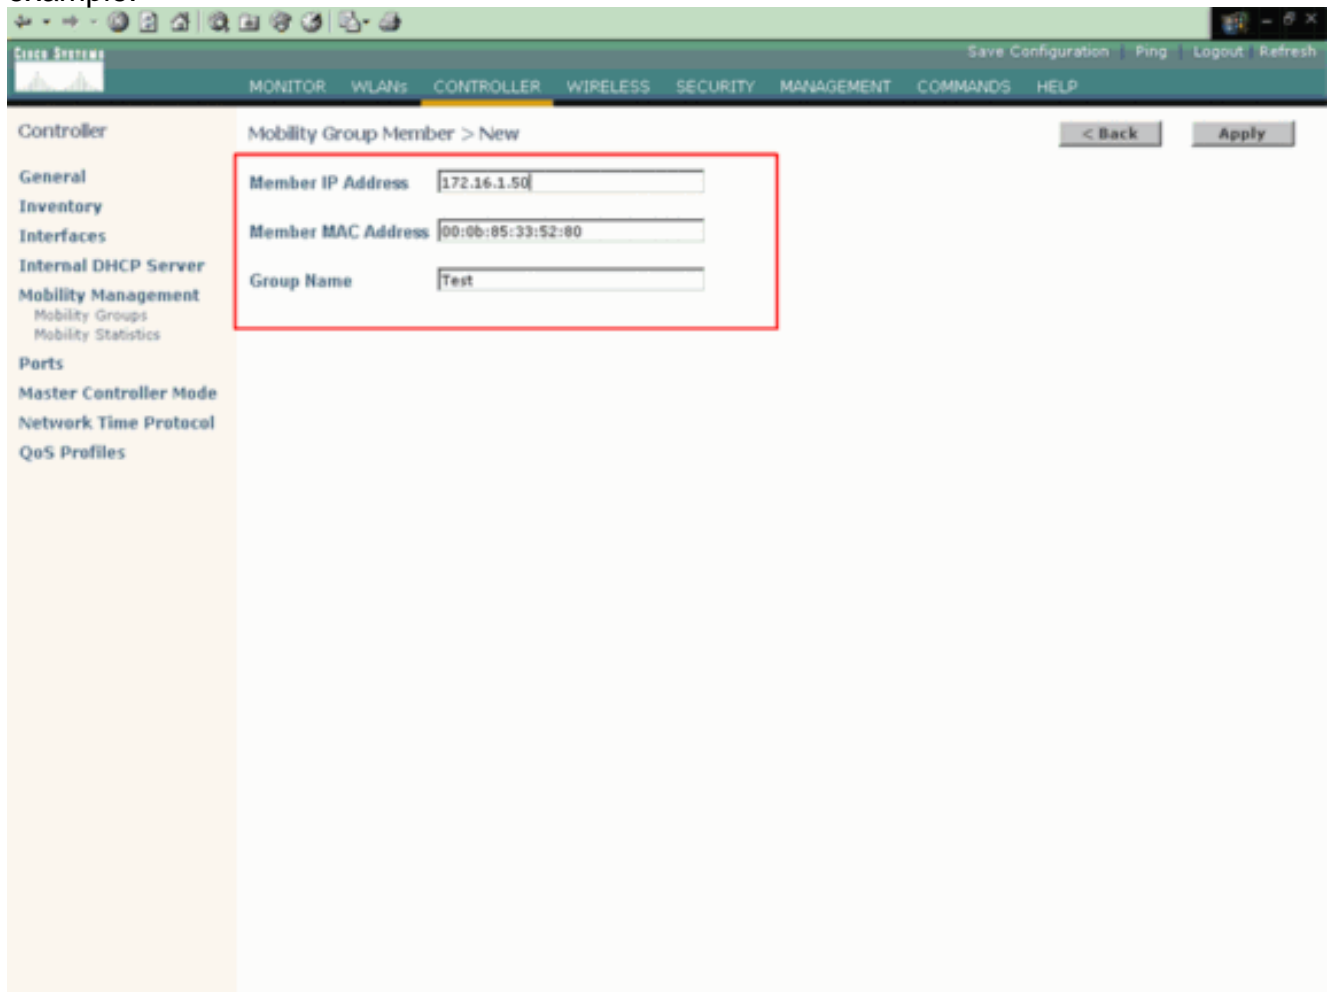 example:
CISCO SYSTEMS
Save Configuration | Ping | Logout | Refresh
MONITOR WLANs CONTROLLER WIRELESS SECURITY MANAGEMENT COMMANDS HELP
Controller
General
Inventory
Interfaces
Internal DHCP Server
Mobility Management
Mobility Groups
Mobility Statistics
Ports
Master Controller Mode
Network Time Protocol
QoS Profiles
Mobility Group Member > New
< Back
Apply
Member IP Address 172.16.1.50
Member MAC Address 00:0b:85:33:52:80
Group Name Test